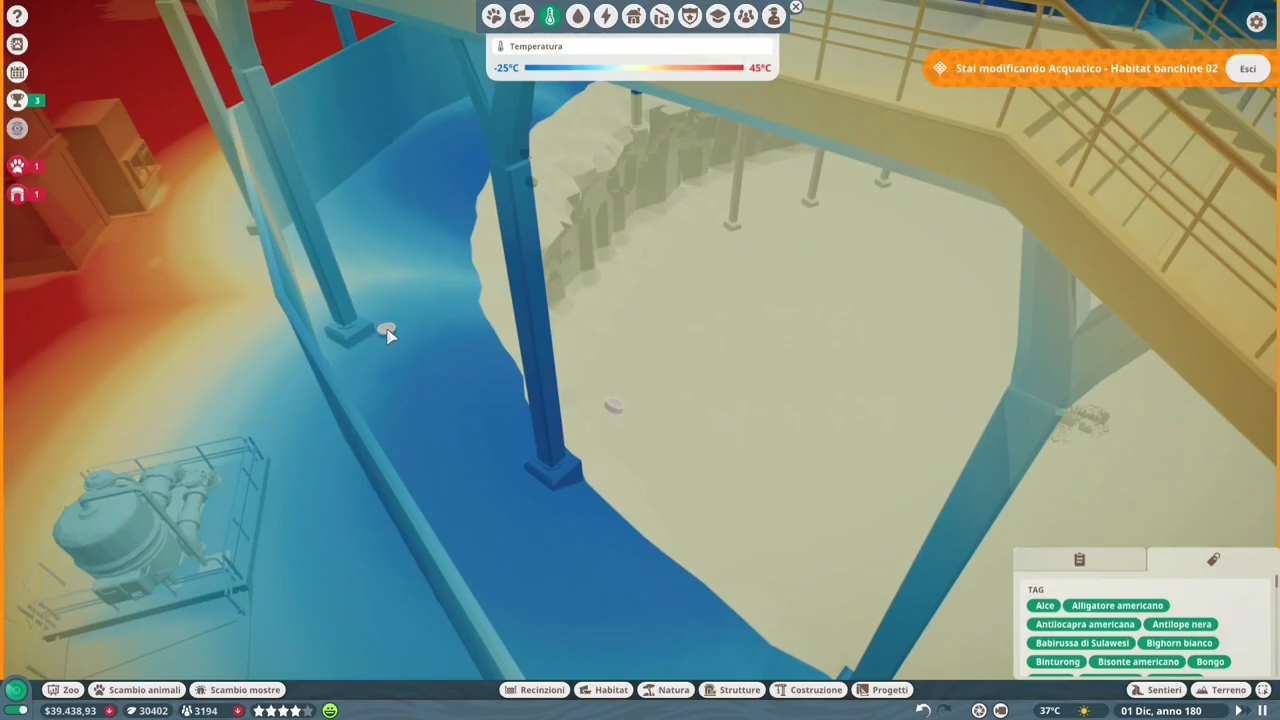 Temperatura
-25°C 45°C
Stai modificando Acquatico - Habitat banchine 02 Esci
3
1
1
TAG
Alce Alligatore americano
Antilocapra americana Antilope nera
Babirussa di Sulawesi Bighorn bianco
Binturong Bisonte americano Bongo
Zoo Scambio animali Scambio mostre Recinzioni Habitat Natura Strutture Costruzione Progetti Sentieri Terreno
$39.438,93 30402 3194 37°C 01 Dic, anno 180